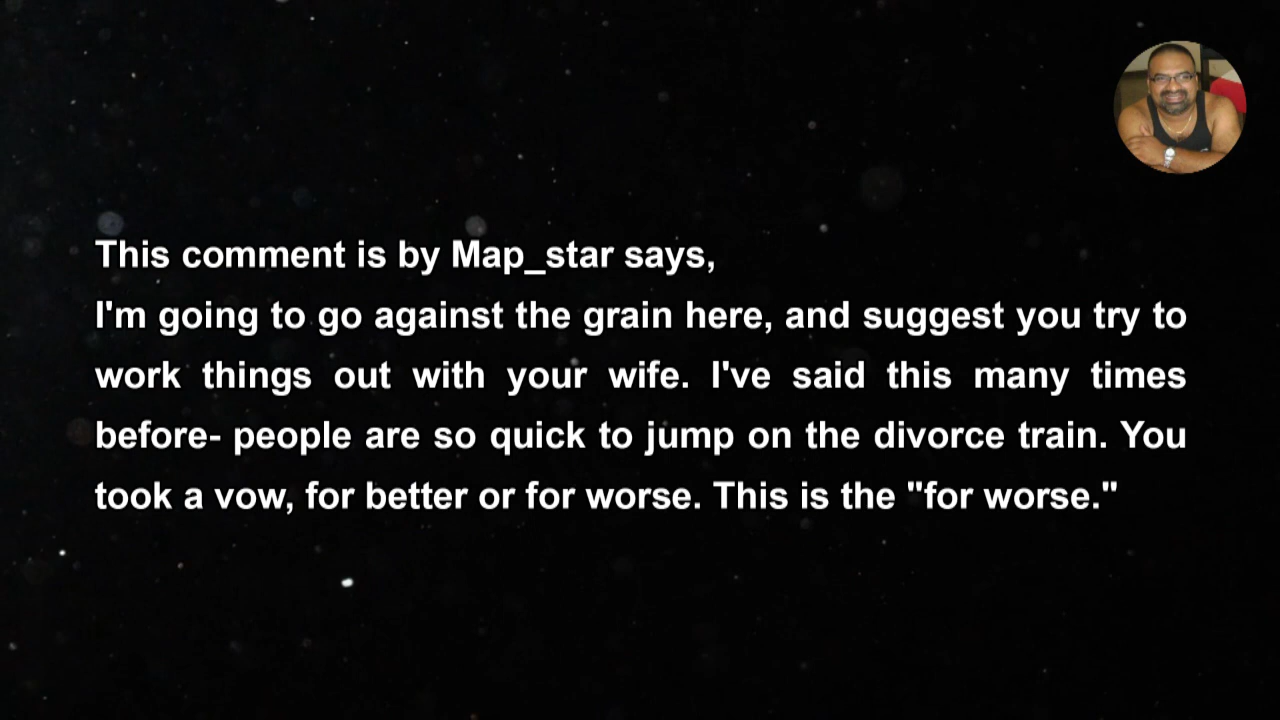 This comment is by Map_star says,
I'm going to go against the grain here, and suggest you try to
work things out with your wife. I've said this many times
before- people are so quick to jump on the divorce train. You
took a vow, for better or for worse. This is the "for worse."